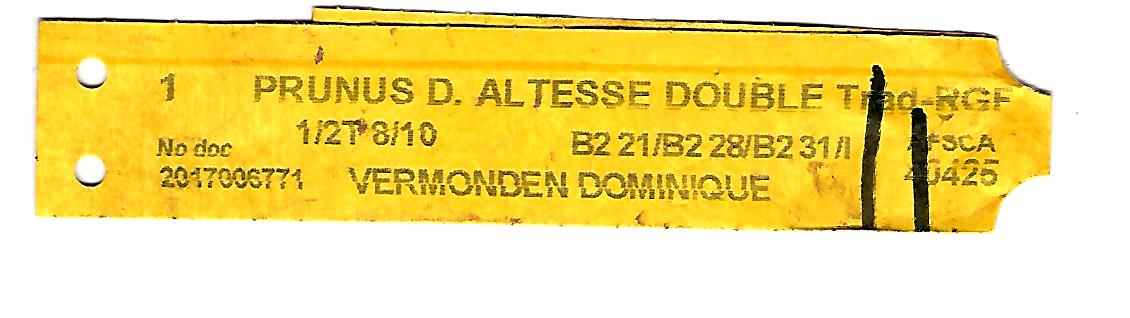 1 PRUNUS D. ALTESSE DOUBLE Trad-RGF
1/2T 8/10 B2 21/B2 28/B2 31/I AFSCA
No doc 40425
2017006771 VERMONDEN DOMINIQUE